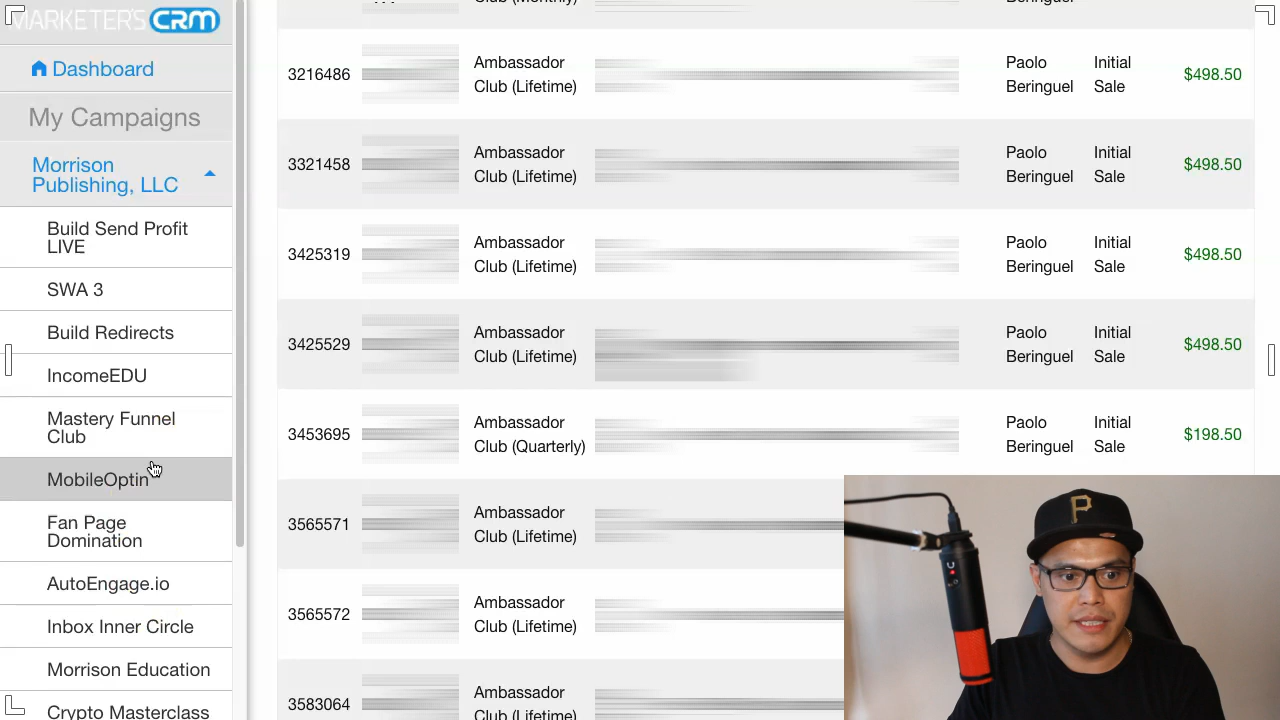 MARKETER'S CRM
Dashboard
My Campaigns
Morrison
Publishing, LLC
Build Send Profit
LIVE
SWA 3
Build Redirects
IncomeEDU
Mastery Funnel
Club
MobileOptin
Fan Page
Domination
AutoEngage.io
Inbox Inner Circle
Morrison Education
Crypto Masterclass
Club (Monthly)
3216486
Ambassador
Club (Lifetime)
Paolo
Beringuel
Initial
Sale
$498.50
3321458
Ambassador
Club (Lifetime)
Paolo
Beringuel
Initial
Sale
$498.50
3425319
Ambassador
Club (Lifetime)
Paolo
Beringuel
Initial
Sale
$498.50
3425529
Ambassador
Club (Lifetime)
Paolo
Beringuel
Initial
Sale
$498.50
3453695
Ambassador
Club (Quarterly)
Paolo
Beringuel
Initial
Sale
$198.50
3565571
Ambassador
Club (Lifetime)
3565572
Ambassador
Club (Lifetime)
3583064
Ambassador
Club (Lifetime)
P